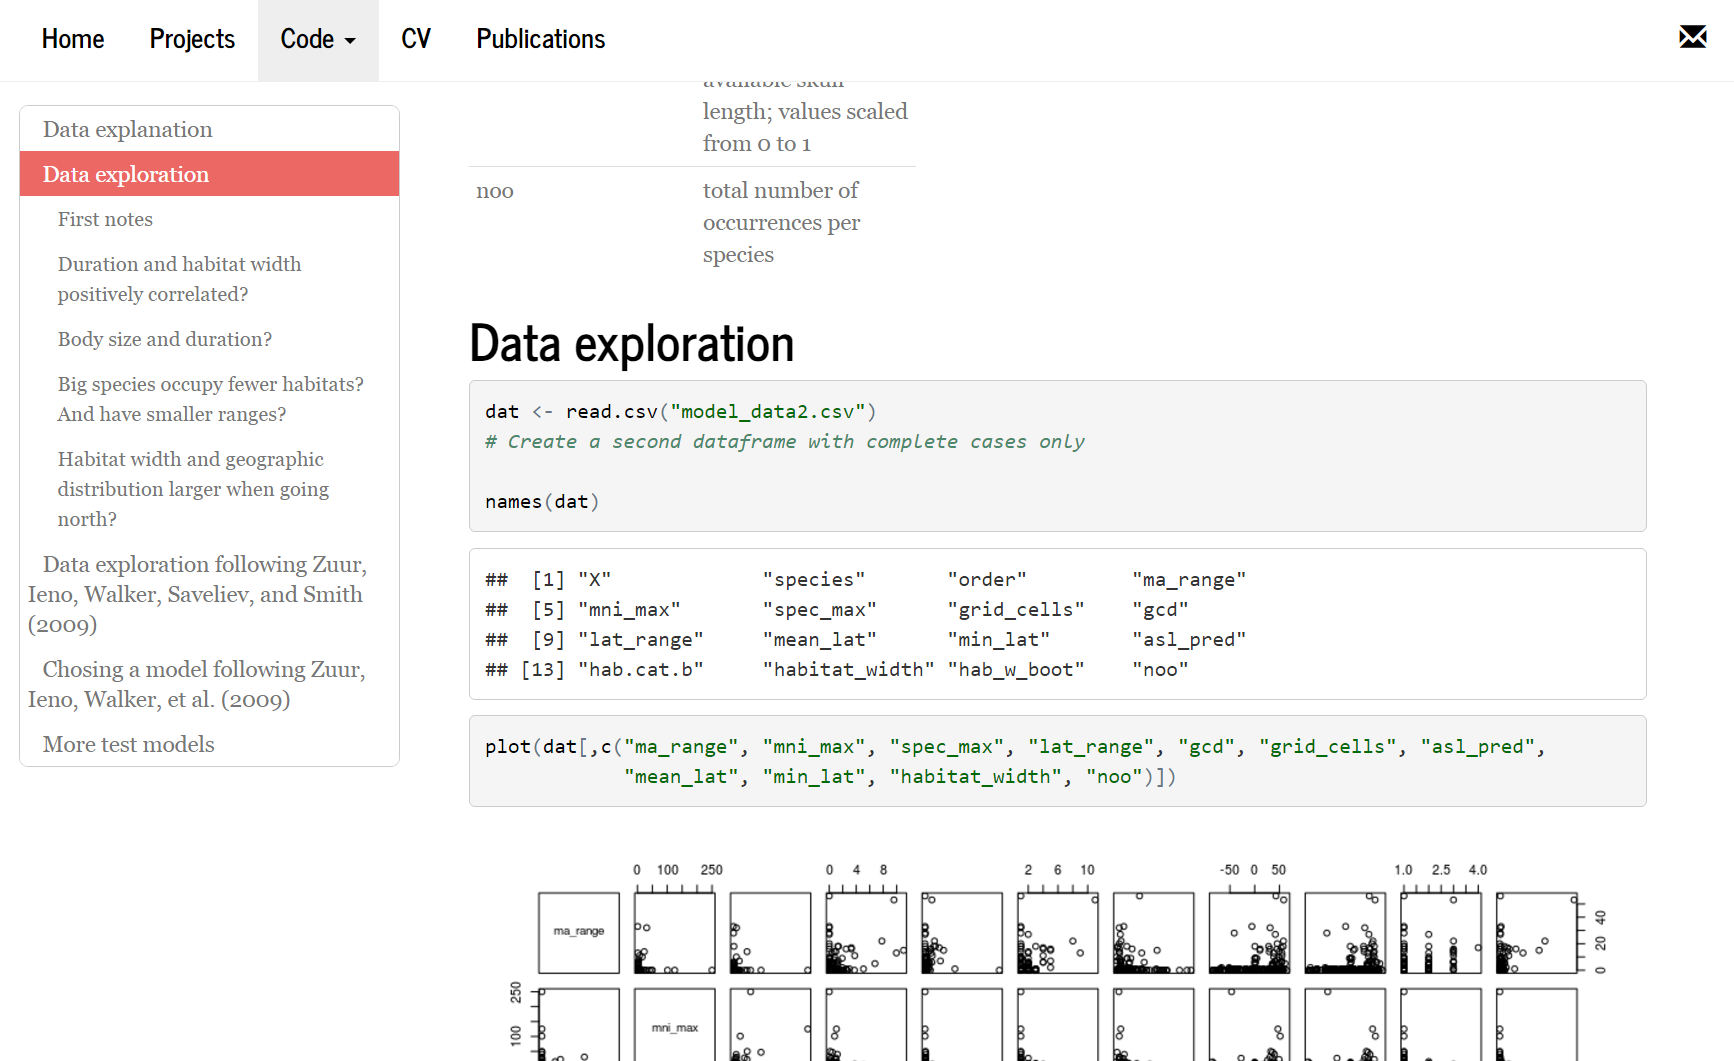 Home Projects Code CV Publications
Data explanation
Data exploration
First notes
Duration and habitat width
positively correlated?
Body size and duration?
Big species occupy fewer habitats?
And have smaller ranges?
Habitat width and geographic
distribution larger when going
north?
Data exploration following Zuur,
Ieno, Walker, Saveliev, and Smith
(2009)
Chosing a model following Zuur,
Ieno, Walker, et al. (2009)
More test models
available skull
length; values scaled
from 0 to 1
noo total number of
occurrences per
species
Data exploration
dat <- read.csv("model_data2.csv")
# Create a second dataframe with complete cases only
names(dat)
##  [1] "X"             "species"       "order"         "ma_range"
##  [5] "mni_max"       "spec_max"      "grid_cells"    "gcd"
##  [9] "lat_range"     "mean_lat"      "min_lat"       "asl_pred"
## [13] "hab.cat.b"     "habitat_width" "hab_w_boot"    "noo"
plot(dat[,c("ma_range", "mni_max", "spec_max", "lat_range", "gcd", "grid_cells", "asl_pred",
            "mean_lat", "min_lat", "habitat_width", "noo")])
0 100 250 0 4 8 2 6 10 -50 0 50 1.0 2.5 4.0
ma_range
0 20 40
mni_max
100 250